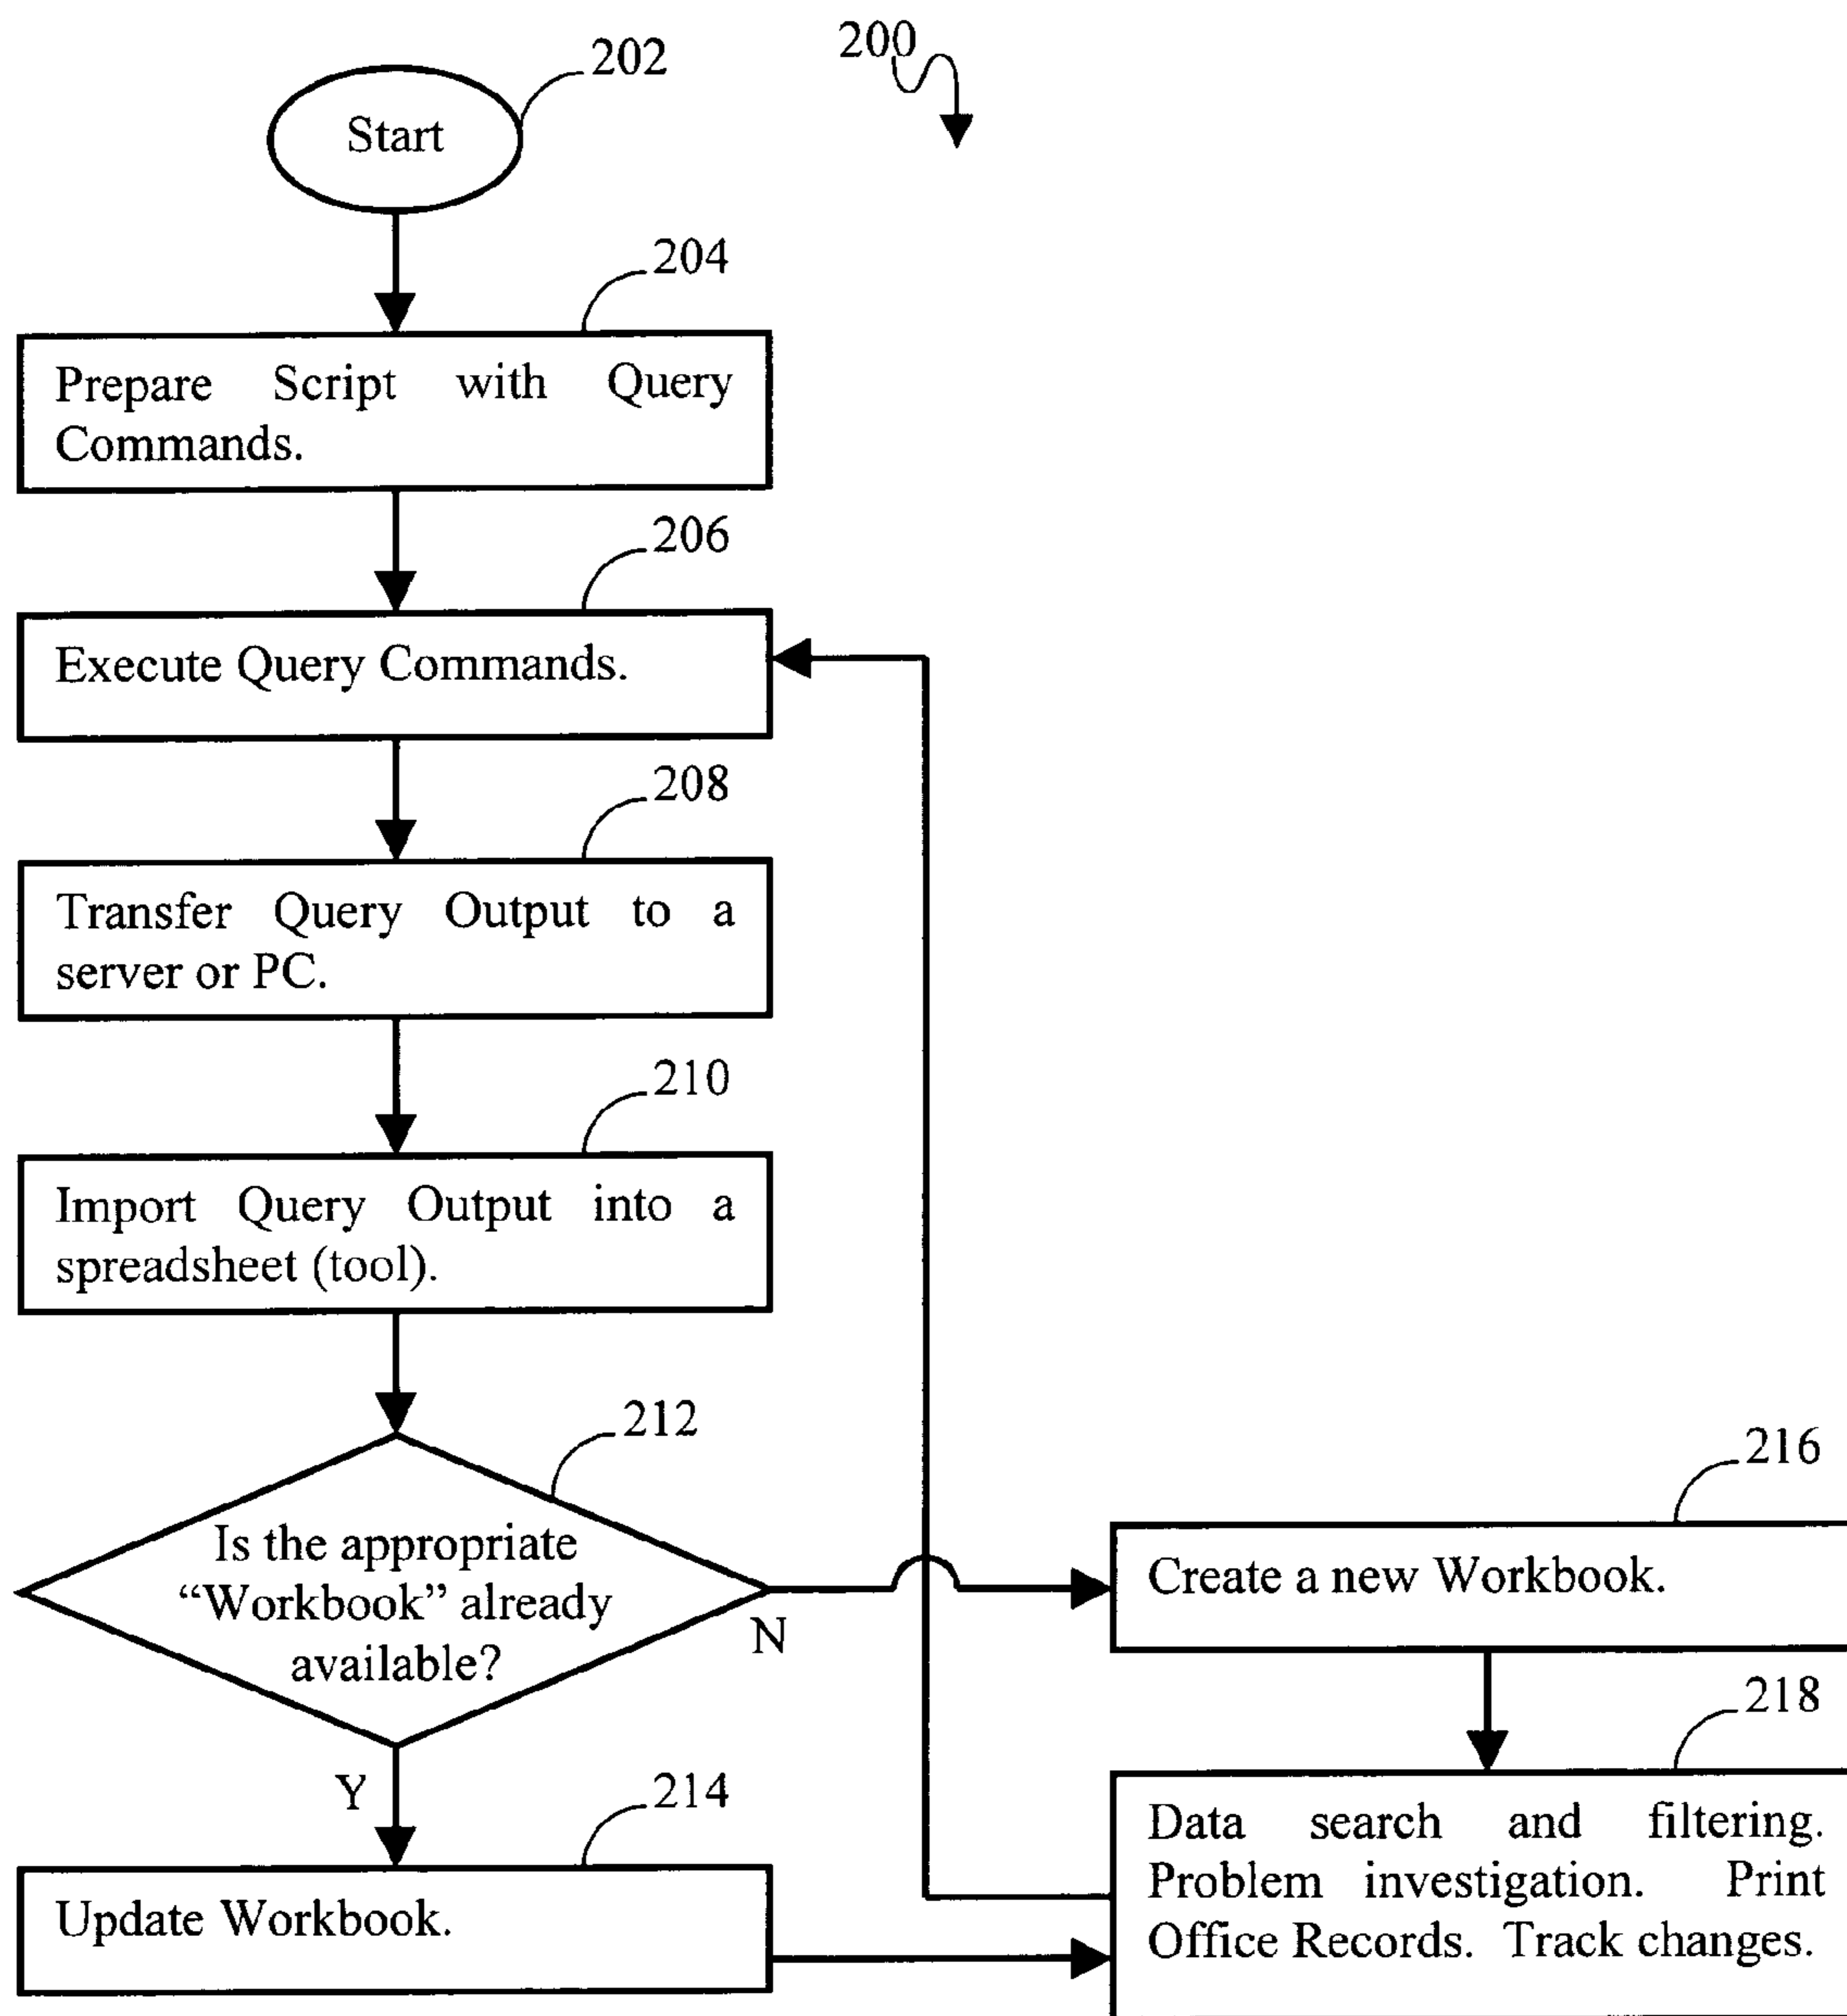 200
202
Start
204
Prepare Script with Query
Commands.
206
Execute Query Commands.
208
Transfer Query Output to a
server or PC.
210
Import Query Output into a
spreadsheet (tool).
212
Is the appropriate
“Workbook” already
available?
N
Y
214
Update Workbook.
216
Create a new Workbook.
218
Data search and filtering.
Problem investigation. Print
Office Records. Track changes.